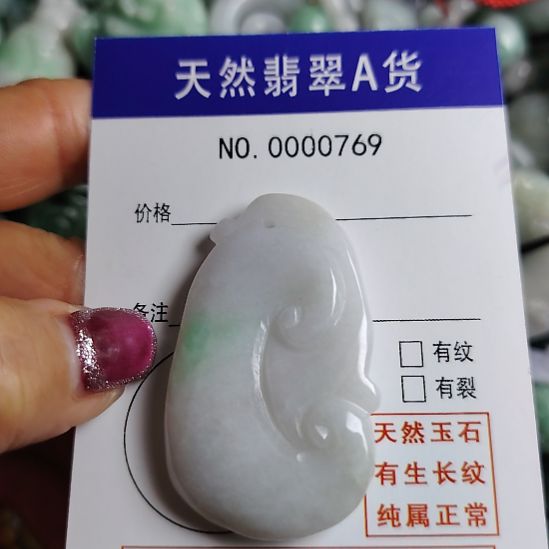 天然翡翠A货
NO.0000769
价格
备注
有纹
有裂
天然玉石
有生长纹
纯属正常